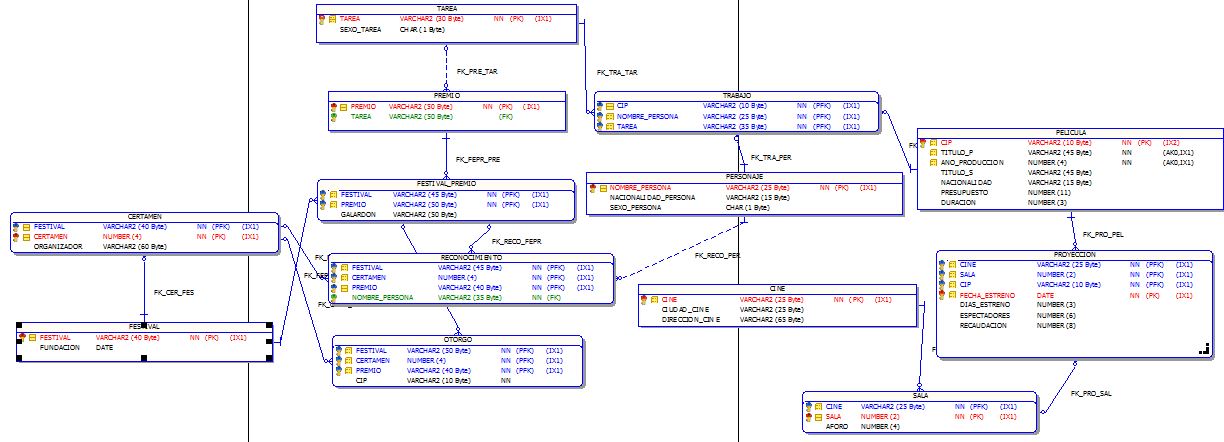 TAREA
TAREA VARCHAR2 (30 Byte) NN (PK) (IX1)
SEXO_TAREA CHAR (1 Byte)
FK_PRE_TAR
FK_TRA_TAR
PREMIO
PREMIO VARCHAR2 (30 Byte) NN (PK) (IX1)
TAREA VARCHAR2 (50 Byte) (FK)
TRABAJO
CIP VARCHAR2 (10 Byte) NN (PFK) (IX1)
NOMBRE_PERSONA VARCHAR2 (25 Byte) NN (PFK) (IX1)
TAREA VARCHAR2 (35 Byte) NN (PFK) (IX1)
FK_FEPR_PRE
FK_TRA_PER
FK
PELICULA
CIP VARCHAR2 (10 Byte) NN (PK) (IX2)
TITULO_P VARCHAR2 (45 Byte) NN (AK0,IX1)
ANO_PRODUCCION NUMBER (4) NN (AK0,IX1)
TITULO_S VARCHAR2 (45 Byte)
NACIONALIDAD VARCHAR2 (15 Byte)
PRESUPUESTO NUMBER (11)
DURACION NUMBER (3)
FESTIVAL_PREMIO
FESTIVAL VARCHAR2 (45 Byte) NN (PFK) (IX1)
PREMIO VARCHAR2 (50 Byte) NN (PFK) (IX1)
GALARDON VARCHAR2 (50 Byte)
PERSONAJE
NOMBRE_PERSONA VARCHAR2 (25 Byte) NN (PK) (IX1)
NACIONALIDAD_PERSONA VARCHAR2 (15 Byte)
SEXO_PERSONA CHAR (1 Byte)
CERTAMEN
FESTIVAL VARCHAR2 (40 Byte) NN (PFK) (IX1)
CERTAMEN NUMBER (4) NN (PK) (IX1)
ORGANIZADOR VARCHAR2 (60 Byte)
FK_RECO_FEPR
FK_RECO_PER
FK_PRO_PEL
RECONOCIMIENTO
FESTIVAL VARCHAR2 (45 Byte) NN (PFK) (IX1)
CERTAMEN NUMBER (4) NN (PFK) (IX1)
PREMIO VARCHAR2 (40 Byte) NN (PFK) (IX1)
NOMBRE_PERSONA VARCHAR2 (35 Byte) NN (FK)
FK_CER_FES
PROYECCION
CINE VARCHAR2 (25 Byte) NN (PFK) (IX1)
SALA NUMBER (2) NN (PFK) (IX1)
CIP VARCHAR2 (10 Byte) NN (PFK) (IX1)
FECHA_ESTRENO DATE NN (PK) (IX1)
DIAS_ESTRENO NUMBER (3)
ESPECTADORES NUMBER (6)
RECAUDACION NUMBER (8)
CINE
CINE VARCHAR2 (25 Byte) NN (PK) (IX1)
CIUDAD_CINE VARCHAR2 (25 Byte)
DIRECCION_CINE VARCHAR2 (65 Byte)
FESTIVAL
FESTIVAL VARCHAR2 (40 Byte) NN (PK) (IX1)
FUNDACION DATE
OTORGO
FESTIVAL VARCHAR2 (50 Byte) NN (PFK) (IX1)
CERTAMEN NUMBER (4) NN (PFK) (IX1)
PREMIO VARCHAR2 (40 Byte) NN (PFK) (IX1)
CIP VARCHAR2 (10 Byte) NN
FK_PRO_SAL
SALA
CINE VARCHAR2 (25 Byte) NN (PFK) (IX1)
SALA NUMBER (2) NN (PK) (IX1)
AFORO NUMBER (4)